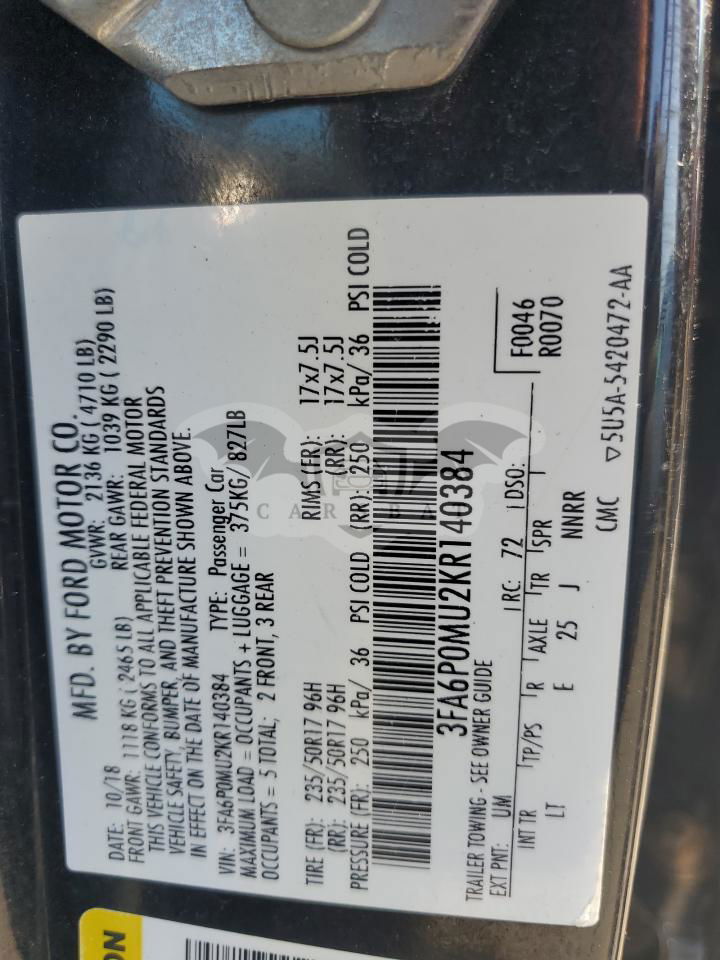 MFD. BY FORD MOTOR CO.
DATE: 10/18 GVWR: 2136 KG (4710 LB)
FRONT GAWR: 1118 KG (2465 LB) REAR GAWR: 1039 KG (2290 LB)
THIS VEHICLE CONFORMS TO ALL APPLICABLE FEDERAL MOTOR
VEHICLE SAFETY, BUMPER, AND THEFT PREVENTION STANDARDS
IN EFFECT ON THE DATE OF MANUFACTURE SHOWN ABOVE.
VIN: 3FA6P0MU2KR140384 TYPE: Passenger Car
MAXIMUM LOAD = OCCUPANTS + LUGGAGE = 375KG/ 827LB
OCCUPANTS = 5 TOTAL; 2 FRONT, 3 REAR
TIRE (FR): 235/50R17 96H RIMS(FR): 17x7.5J
(RR): 235/50R17 96H (RR): 17x7.5J
PRESSURE (FR): 250 kPa/ 36 PSI COLD (RR): 250 kPa/ 36 PSI COLD
3FA6P0MU2KR140384
TRAILER TOWING - SEE OWNER GUIDE
F0046
R0070
EXT PNT: UM RC: 72 DSO:
INT TR TP/PS R AXLE TR SPR
LT E 25 J NNRR
CMC ▽5U5A-5420472-AA
CAR BA
ON